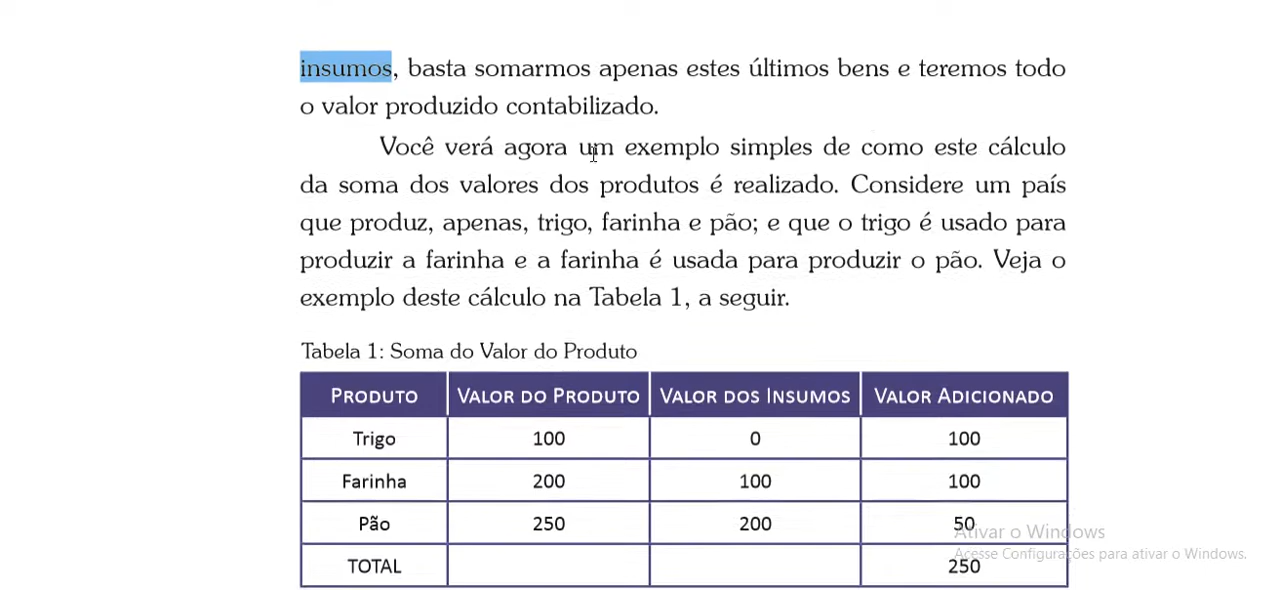 insumos, basta somarmos apenas estes últimos bens e teremos todo
o valor produzido contabilizado.
Você verá agora um exemplo simples de como este cálculo
da soma dos valores dos produtos é realizado. Considere um país
que produz, apenas, trigo, farinha e pão; e que o trigo é usado para
produzir a farinha e a farinha é usada para produzir o pão. Veja o
exemplo deste cálculo na Tabela 1, a seguir.
Tabela 1: Soma do Valor do Produto
PRODUTO VALOR DO PRODUTO VALOR DOS INSUMOS VALOR ADICIONADO
Trigo 100 0 100
Farinha 200 100 100
Pão 250 200 50
TOTAL 250
Ativar o Windows
Acesse Configurações para ativar o Windows.